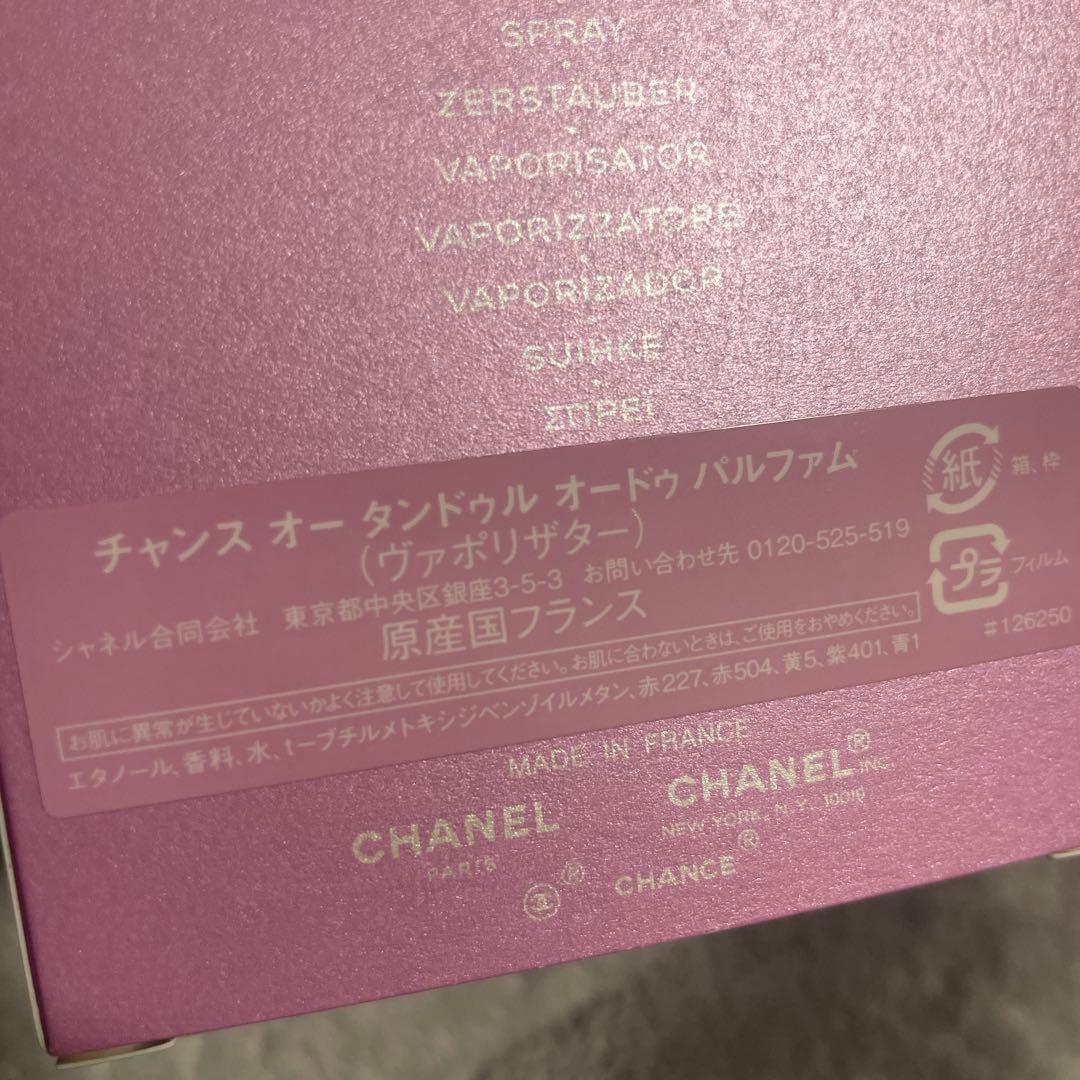 SPRAY
ZERSTÄUBER
VAPORISATOR
VAPORIZZATORE
VAPORIZADOR
SUIHKE
ΣΠΡΕΪ
チャンス オー タンドゥル オードゥ パルファム
(ヴァポリザター)
シャネル合同会社 東京都中央区銀座3-5-3 お問い合わせ先 0120-525-519
原産国フランス
お肌に異常が生じていないかよく注意して使用してください。お肌に合わないときは、ご使用をおやめください。
エタノール、香料、水、t-ブチルメトキシジベンゾイルメタン、赤227、赤504、黄5、紫401、青1
紙 箱、枠
プラ フィルム
#126250
MADE IN FRANCE
CHANEL
PARIS
CHANEL® INC.
NEW YORK, N.Y. 10019
® CHANCE®